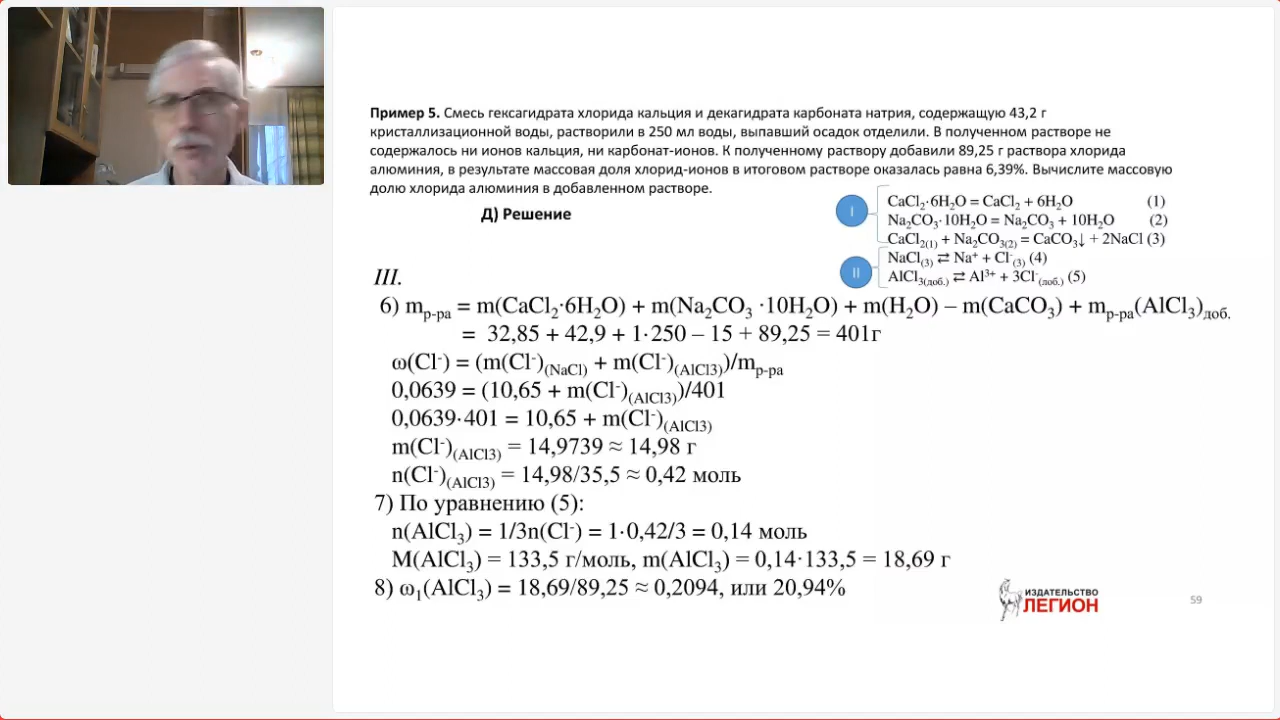 Пример 5. Смесь гексагидрата хлорида кальция и декагидрата карбоната натрия, содержащую 43,2 г
кристаллизационной воды, растворили в 250 мл воды, выпавший осадок отделили. В полученном растворе не
содержалось ни ионов кальция, ни карбонат-ионов. К полученному раствору добавили 89,25 г раствора хлорида
алюминия, в результате массовая доля хлорид-ионов в итоговом растворе оказалась равна 6,39%. Вычислите массовую
долю хлорида алюминия в добавленном растворе.
Д) Решение
I
CaCl₂·6H₂O = CaCl₂ + 6H₂O (1)
Na₂CO₃·10H₂O = Na₂CO₃ + 10H₂O (2)
CaCl₂₍₁₎ + Na₂CO₃₍₂₎ = CaCO₃↓ + 2NaCl (3)
II
NaCl₍₃₎ ⇄ Na⁺ + Cl⁻₍₃₎ (4)
AlCl₃(доб.) ⇄ Al³⁺ + 3Cl⁻(доб.) (5)
III.
6) mр-ра = m(CaCl₂·6H₂O) + m(Na₂CO₃ ·10H₂O) + m(H₂O) – m(CaCO₃) + mр-ра(AlCl₃)доб.
= 32,85 + 42,9 + 1·250 – 15 + 89,25 = 401г
ω(Cl⁻) = (m(Cl⁻)(NaCl) + m(Cl⁻)(AlCl3))/mр-ра
0,0639 = (10,65 + m(Cl⁻)(AlCl3))/401
0,0639·401 = 10,65 + m(Cl⁻)(AlCl3)
m(Cl⁻)(AlCl3) = 14,9739 ≈ 14,98 г
n(Cl⁻)(AlCl3) = 14,98/35,5 ≈ 0,42 моль
7) По уравнению (5):
n(AlCl₃) = 1/3n(Cl⁻) = 1·0,42/3 = 0,14 моль
M(AlCl₃) = 133,5 г/моль, m(AlCl₃) = 0,14·133,5 = 18,69 г
8) ω₁(AlCl₃) = 18,69/89,25 ≈ 0,2094, или 20,94%
ИЗДАТЕЛЬСТВО
ЛЕГИОН
59